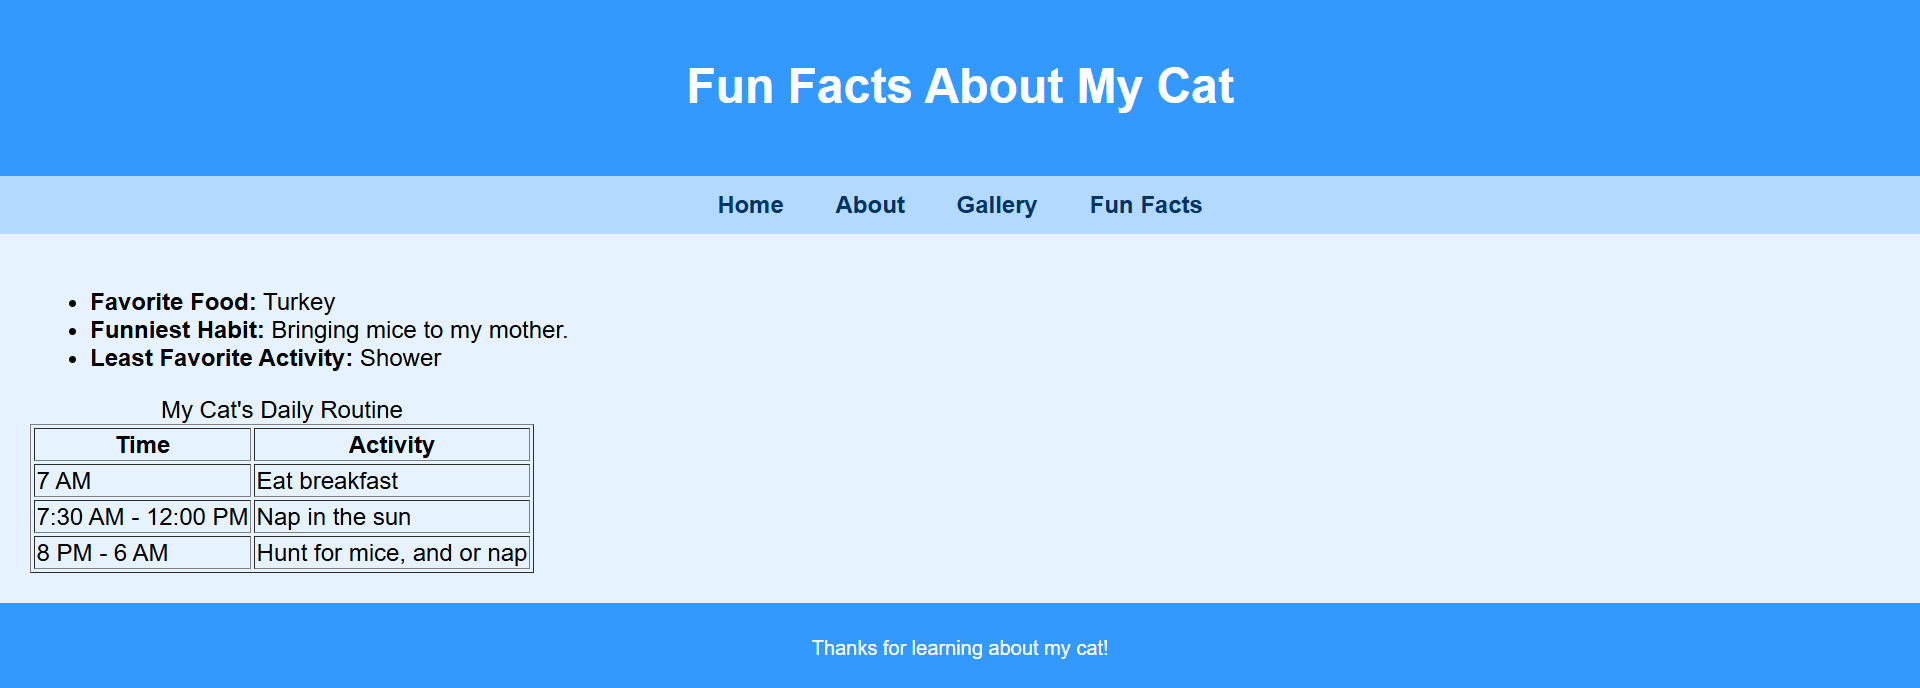 Fun Facts About My Cat
Home About Gallery Fun Facts
Favorite Food: Turkey
Funniest Habit: Bringing mice to my mother.
Least Favorite Activity: Shower
My Cat's Daily Routine
Time Activity
7 AM Eat breakfast
7:30 AM - 12:00 PM Nap in the sun
8 PM - 6 AM Hunt for mice, and or nap
Thanks for learning about my cat!